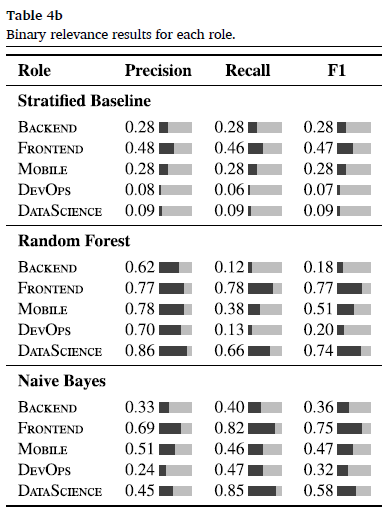 Table 4b
Binary relevance results for each role.
Role Precision Recall F1
Stratified Baseline
BACKEND 0.28 0.28 0.28
FRONTEND 0.48 0.46 0.47
MOBILE 0.28 0.28 0.28
DEVOPS 0.08 0.06 0.07
DATASCIENCE 0.09 0.09 0.09
Random Forest
BACKEND 0.62 0.12 0.18
FRONTEND 0.77 0.78 0.77
MOBILE 0.78 0.38 0.51
DEVOPS 0.70 0.13 0.20
DATASCIENCE 0.86 0.66 0.74
Naive Bayes
BACKEND 0.33 0.40 0.36
FRONTEND 0.69 0.82 0.75
MOBILE 0.51 0.46 0.47
DEVOPS 0.24 0.47 0.32
DATASCIENCE 0.45 0.85 0.58